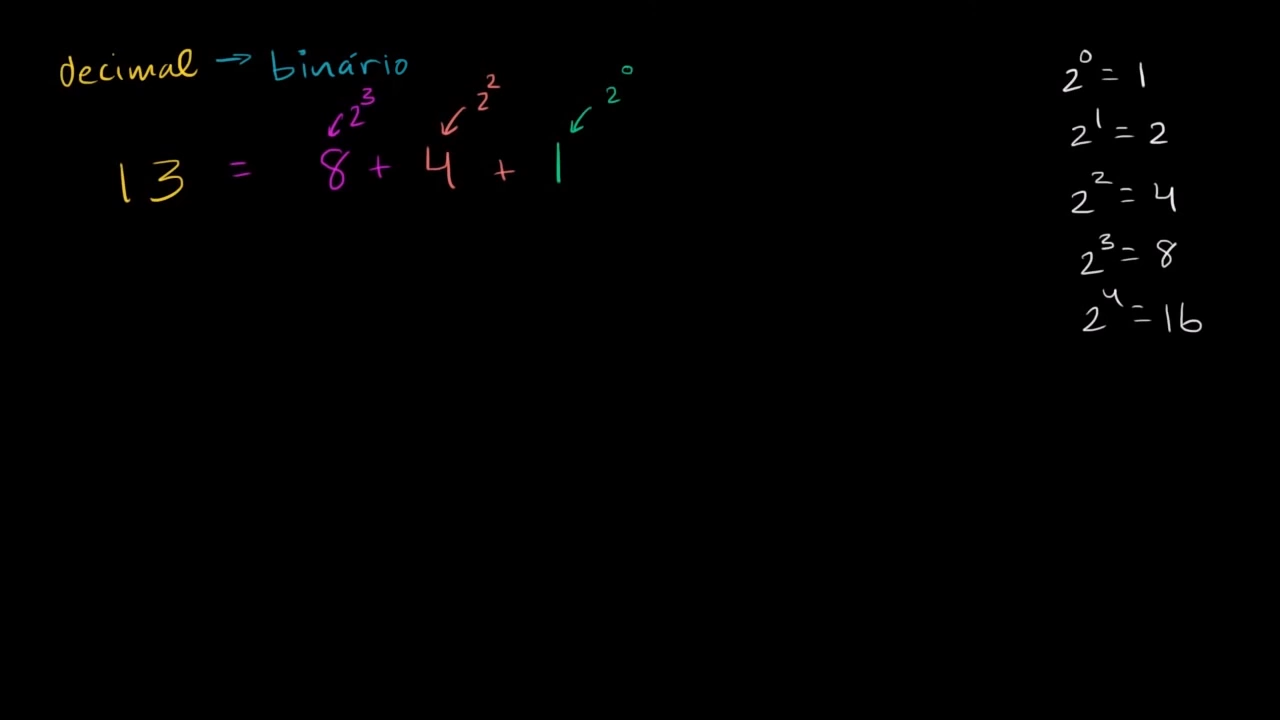 decimal → binário
2³ 2² 2⁰
13 = 8 + 4 + 1
2⁰ = 1
2¹ = 2
2² = 4
2³ = 8
2⁴ = 16